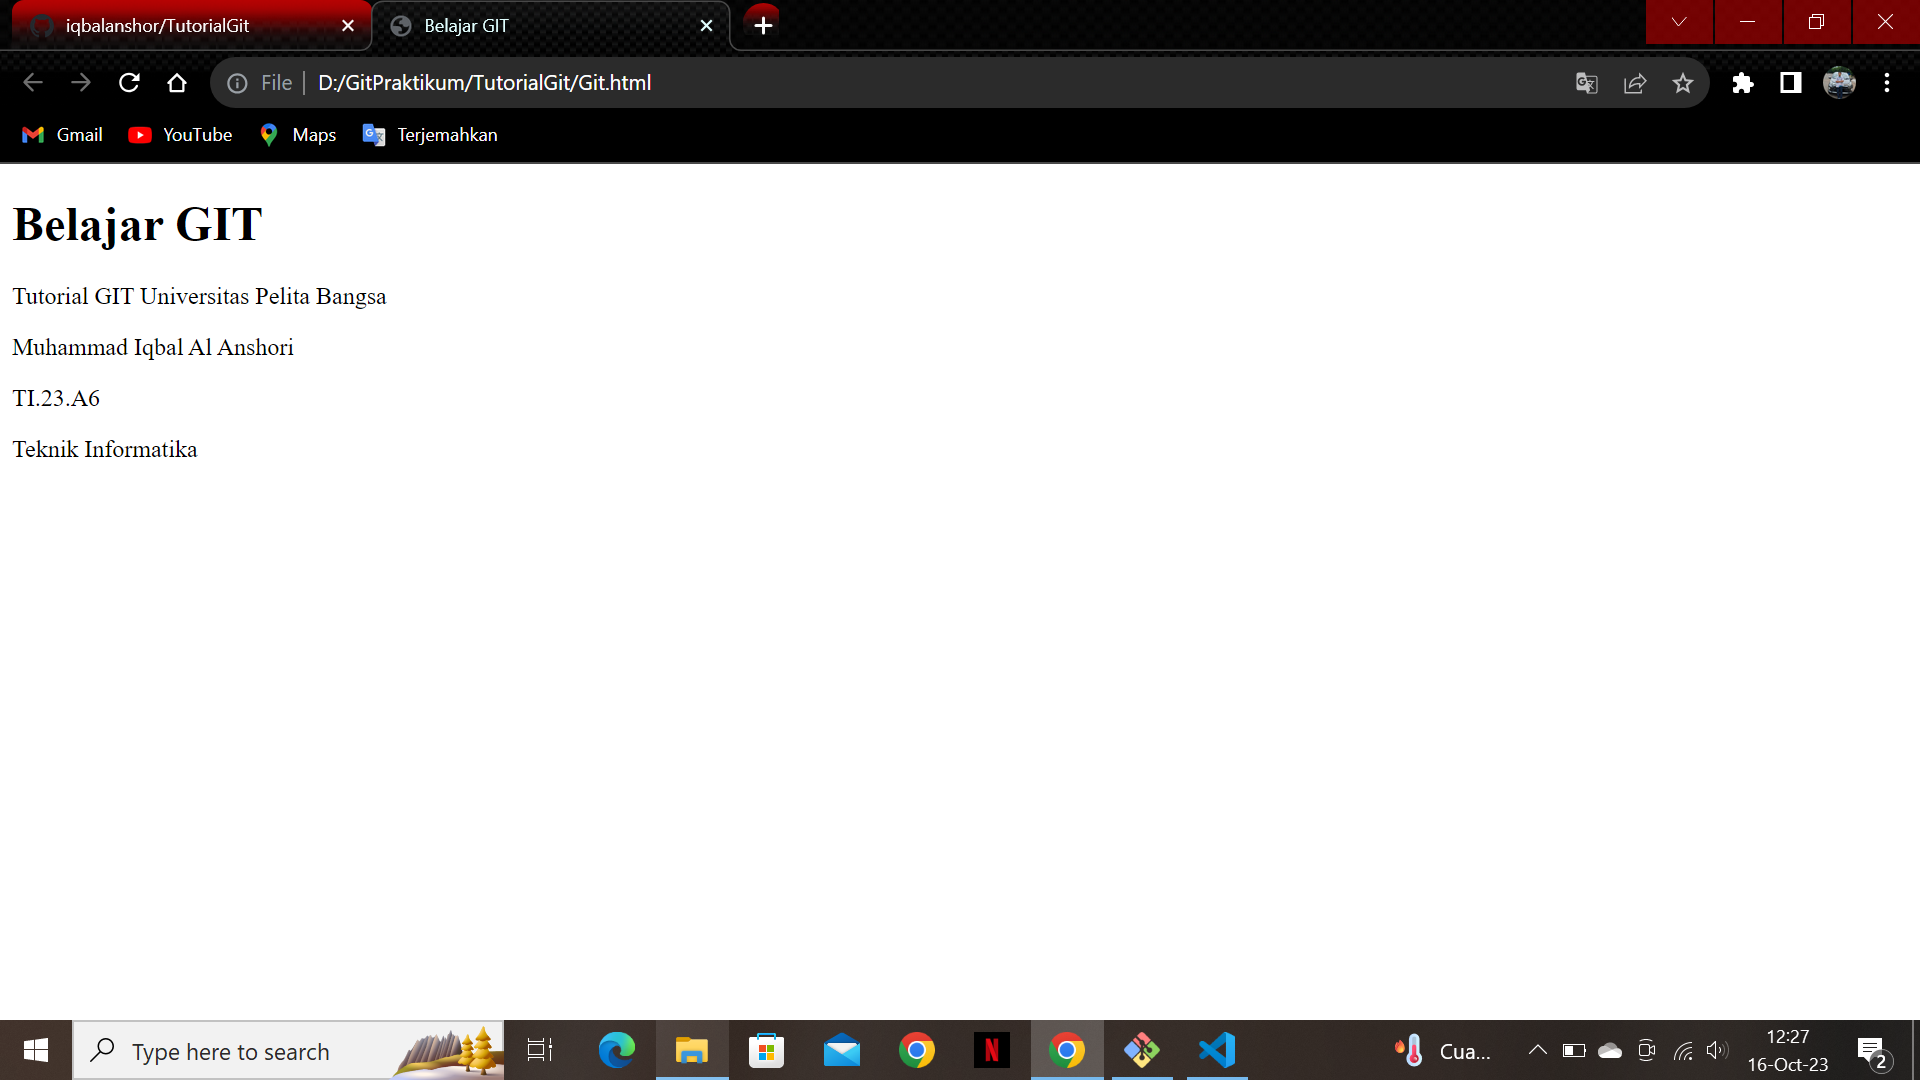 iqbalanshor/TutorialGit
Belajar GIT
File
D:/GitPraktikum/TutorialGit/Git.html
Gmail
YouTube
Maps
Terjemahkan
Belajar GIT
Tutorial GIT Universitas Pelita Bangsa
Muhammad Iqbal Al Anshori
TI.23.A6
Teknik Informatika
Type here to search
N
Cua...
12:27
16-Oct-23
2